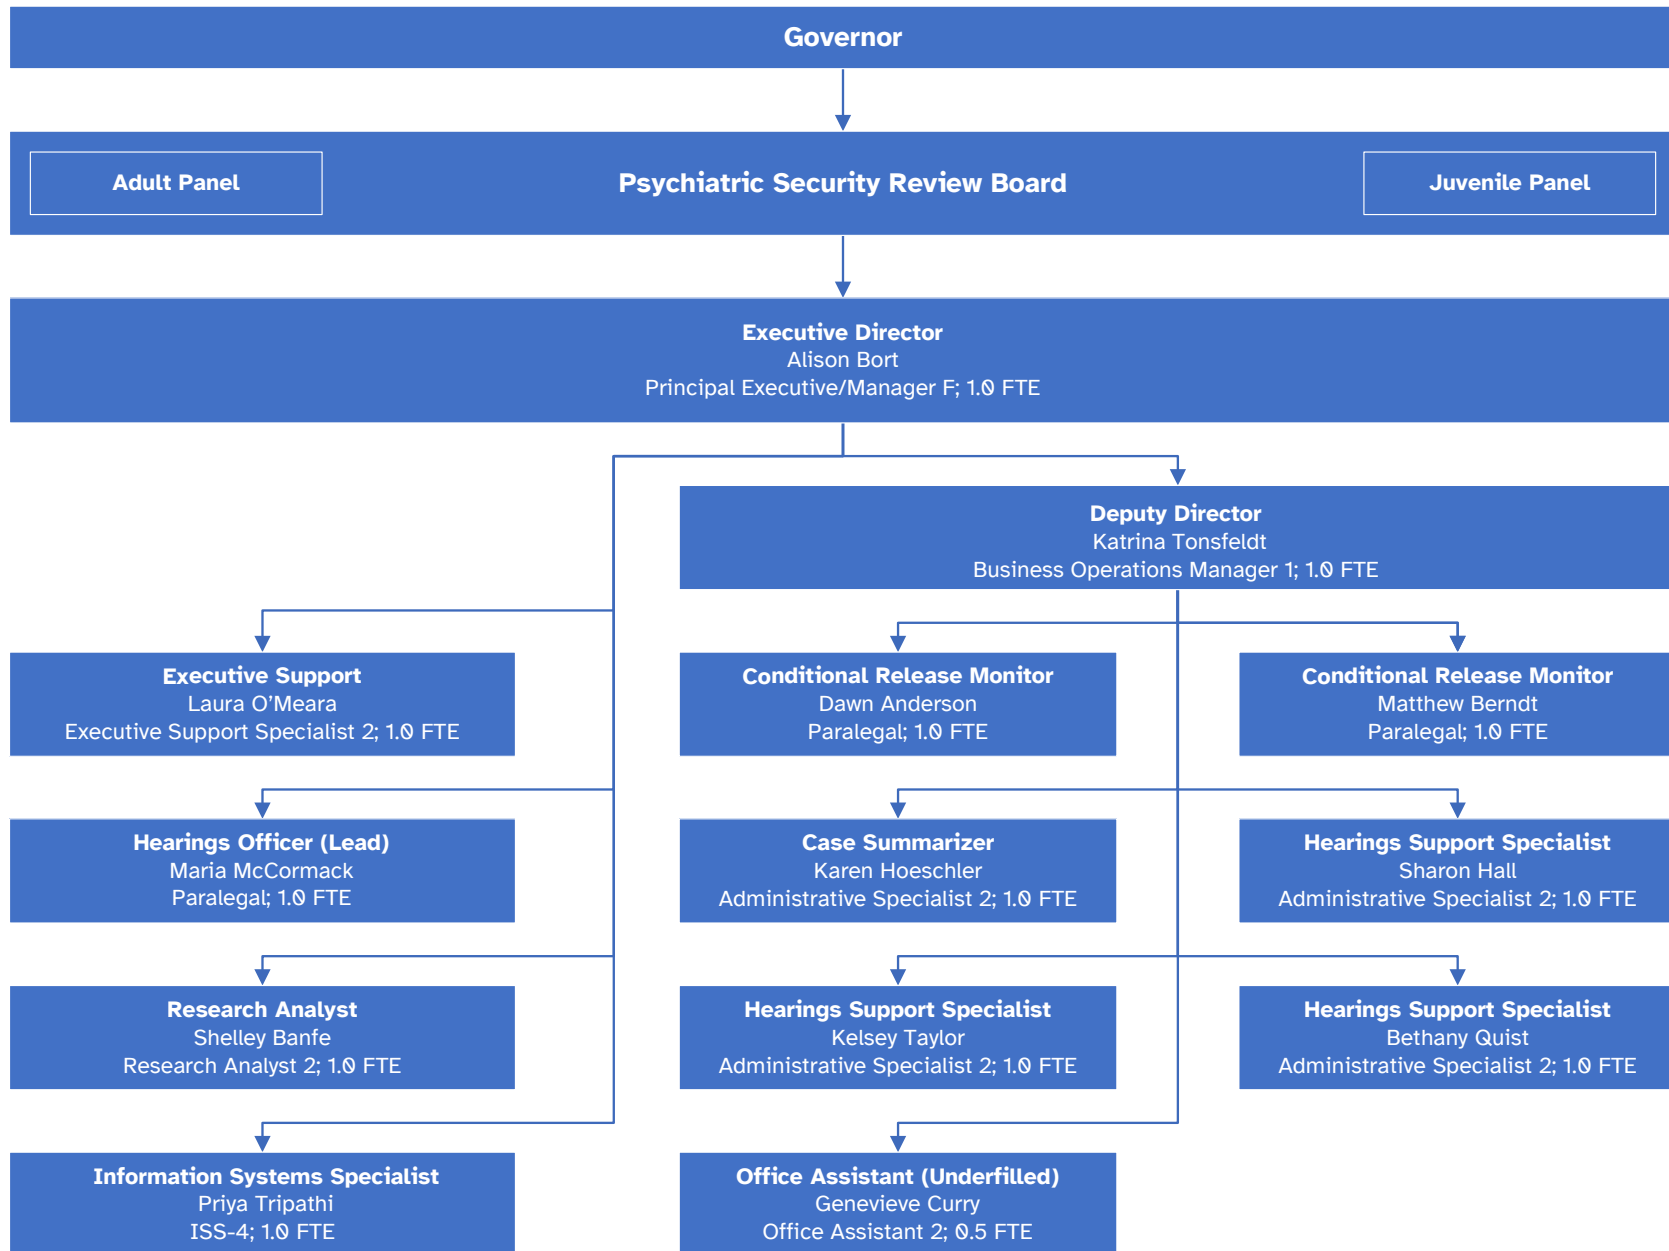 Governor
Adult Panel
Psychiatric Security Review Board
Juvenile Panel
Executive Director
Alison Bort
Principal Executive/Manager F; 1.0 FTE
Deputy Director
Katrina Tonsfeldt
Business Operations Manager 1; 1.0 FTE
Executive Support
Laura O’Meara
Executive Support Specialist 2; 1.0 FTE
Conditional Release Monitor
Dawn Anderson
Paralegal; 1.0 FTE
Conditional Release Monitor
Matthew Berndt
Paralegal; 1.0 FTE
Hearings Officer (Lead)
Maria McCormack
Paralegal; 1.0 FTE
Case Summarizer
Karen Hoeschler
Administrative Specialist 2; 1.0 FTE
Hearings Support Specialist
Sharon Hall
Administrative Specialist 2; 1.0 FTE
Research Analyst
Shelley Banfe
Research Analyst 2; 1.0 FTE
Hearings Support Specialist
Kelsey Taylor
Administrative Specialist 2; 1.0 FTE
Hearings Support Specialist
Bethany Quist
Administrative Specialist 2; 1.0 FTE
Information Systems Specialist
Priya Tripathi
ISS-4; 1.0 FTE
Office Assistant (Underfilled)
Genevieve Curry
Office Assistant 2; 0.5 FTE